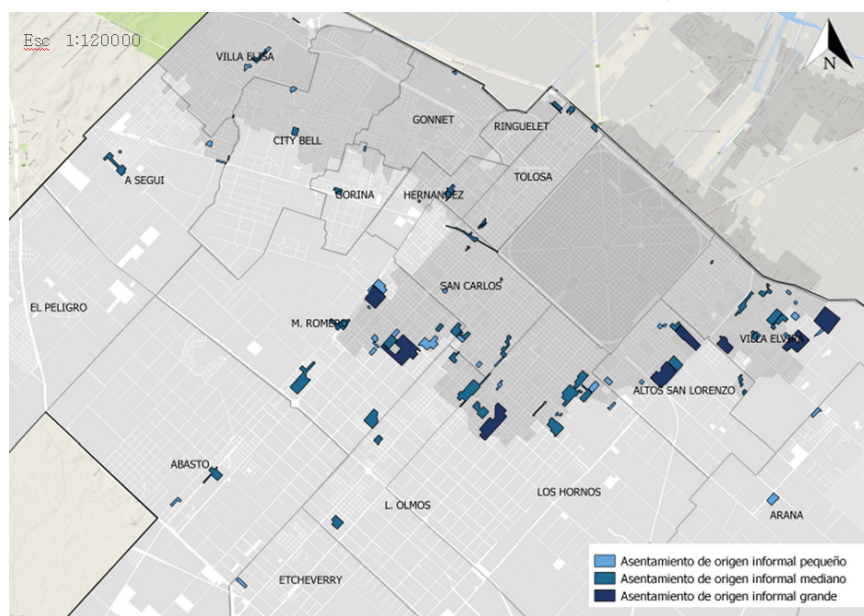 Esc 1:120000
N
VILLA ELISA
GONNET
RINGUELET
CITY BELL
TOLOSA
A SEGUI
GORINA
HERNANDEZ
SAN CARLOS
EL PELIGRO
M. ROMERO
VILLA ELVIRA
ALTOS SAN LORENZO
ABASTO
LOS HORNOS
L. OLMOS
ARANA
ETCHEVERRY
Asentamiento de origen informal pequeño
Asentamiento de origen informal mediano
Asentamiento de origen informal grande